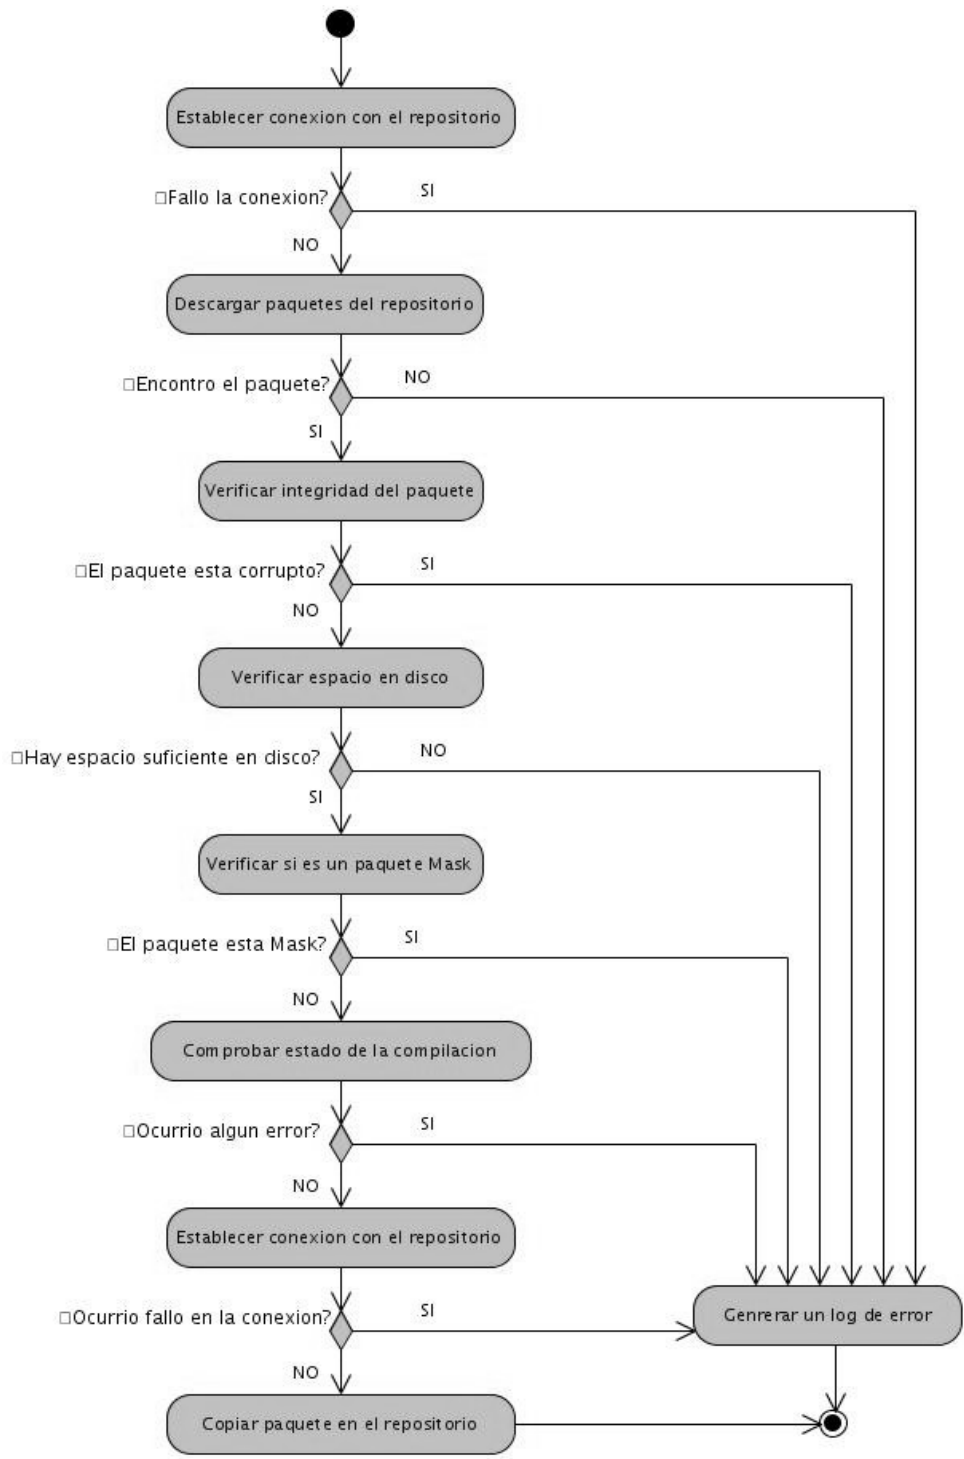 Establecer conexion con el repositorio
□Fallo la conexion?
SI
NO
Descargar paquetes del repositorio
□Encontro el paquete?
NO
SI
Verificar integridad del paquete
□El paquete esta corrupto?
SI
NO
Verificar espacio en disco
□Hay espacio suficiente en disco?
NO
SI
Verificar si es un paquete Mask
□El paquete esta Mask?
SI
NO
Comprobar estado de la compilacion
□Ocurrio algun error?
SI
NO
Establecer conexion con el repositorio
□Ocurrio fallo en la conexion?
SI
Genrerar un log de error
NO
Copiar paquete en el repositorio